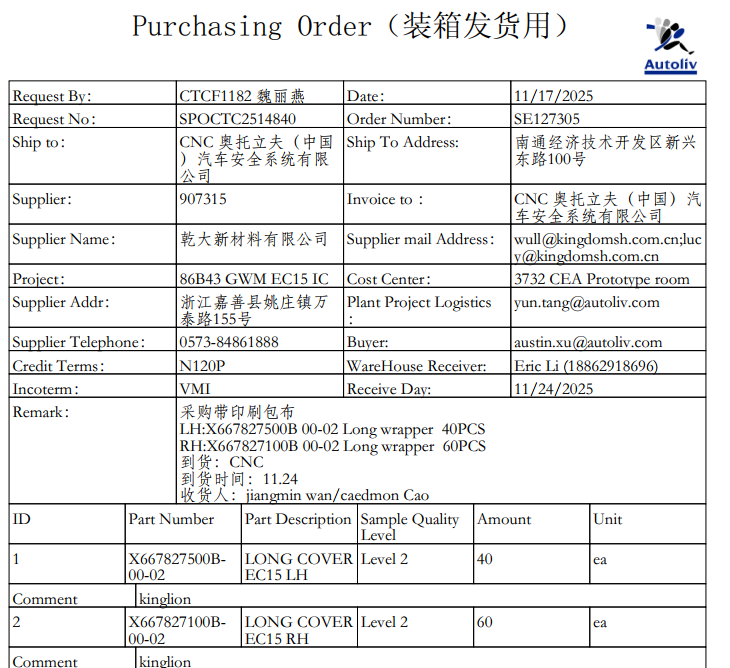 Purchasing Order（装箱发货用）
Autoliv
Request By： CTCF1182 魏丽燕 Date： 11/17/2025
Request No： SPOCTC2514840 Order Number： SE127305
Ship to： CNC 奥托立夫（中国 Ship To Address： 南通经济技术开发区新兴
）汽车安全系统有限 东路100号
公司
Supplier： 907315 Invoice to ： CNC 奥托立夫（中国）汽
车安全系统有限公司
Supplier Name： 乾大新材料有限公司 Supplier mail Address： wull@kingdomsh.com.cn;luc
y@kingdomsh.com.cn
Project： 86B43 GWM EC15 IC Cost Center： 3732 CEA Prototype room
Supplier Addr： 浙江嘉善县姚庄镇万 Plant Project Logistics yun.tang@autoliv.com
泰路155号 ：
Supplier Telephone： 0573-84861888 Buyer： austin.xu@autoliv.com
Credit Terms： N120P WareHouse Receiver： Eric Li (18862918696)
Incoterm： VMI Receive Day： 11/24/2025
Remark： 采购带印刷包布
LH:X667827500B 00-02 Long wrapper 40PCS
RH:X667827100B 00-02 Long wrapper 60PCS
到货：CNC
到货时间：11.24
收货人：jiangmin wan/caedmon Cao
ID Part Number Part Description Sample Quality Amount Unit
Level
1 X667827500B- LONG COVER Level 2 40 ea
00-02 EC15 LH
Comment kinglion
2 X667827100B- LONG COVER Level 2 60 ea
00-02 EC15 RH
Comment kinglion